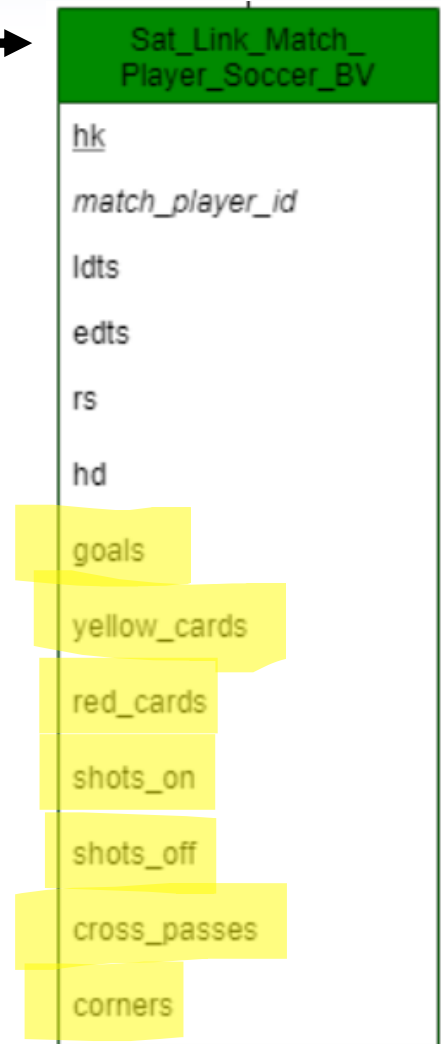 Sat_Link_Match_
Player_Soccer_BV
hk
match_player_id
ldts
edts
rs
hd
goals
yellow_cards
red_cards
shots_on
shots_off
cross_passes
corners